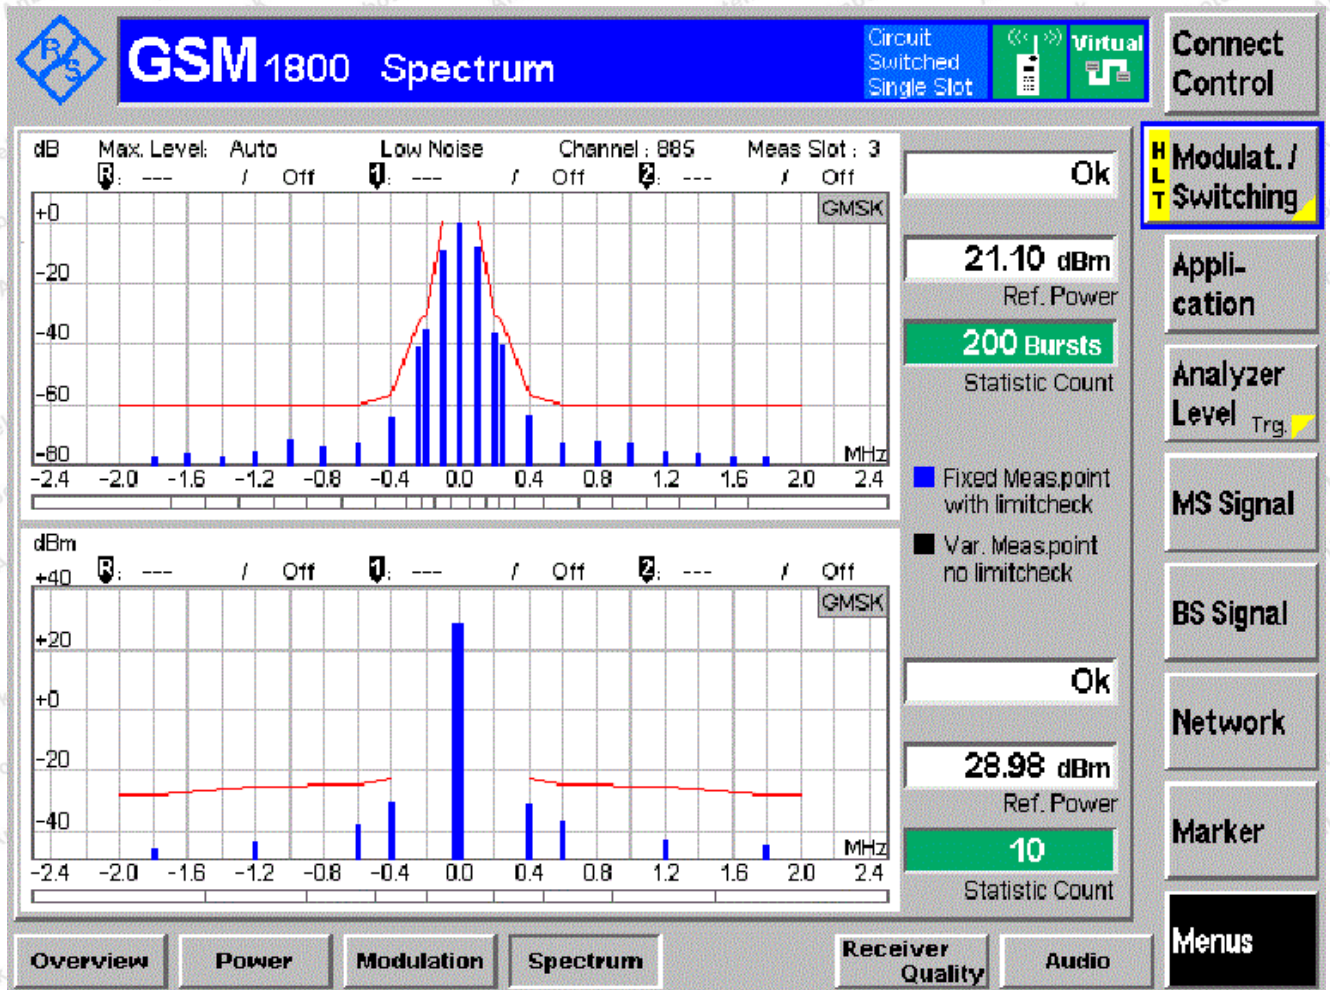 R/S
GSM 1800 Spectrum
Circuit
Switched
Single Slot
Virtual
Connect
Control
dB Max. Level: Auto Low Noise Channel : 885 Meas Slot : 3
R: --- / Off 1: --- / Off 2: --- / Off
GMSK
+0
-20
-40
-60
-80
MHz
-2.4 -2.0 -1.6 -1.2 -0.8 -0.4 0.0 0.4 0.8 1.2 1.6 2.0 2.4
Ok
21.10 dBm
Ref. Power
200 Bursts
Statistic Count
Fixed Meas.point
with limitcheck
Var. Meas.point
no limitcheck
dBm
R: --- / Off 1: --- / Off 2: --- / Off
GMSK
+40
+20
+0
-20
-40
MHz
-2.4 -2.0 -1.6 -1.2 -0.8 -0.4 0.0 0.4 0.8 1.2 1.6 2.0 2.4
Ok
28.98 dBm
Ref. Power
10
Statistic Count
HLT
Modulat. /
Switching
Appli-
cation
Analyzer
Level Trg.
MS Signal
BS Signal
Network
Marker
Menus
Overview
Power
Modulation
Spectrum
Receiver
Quality
Audio